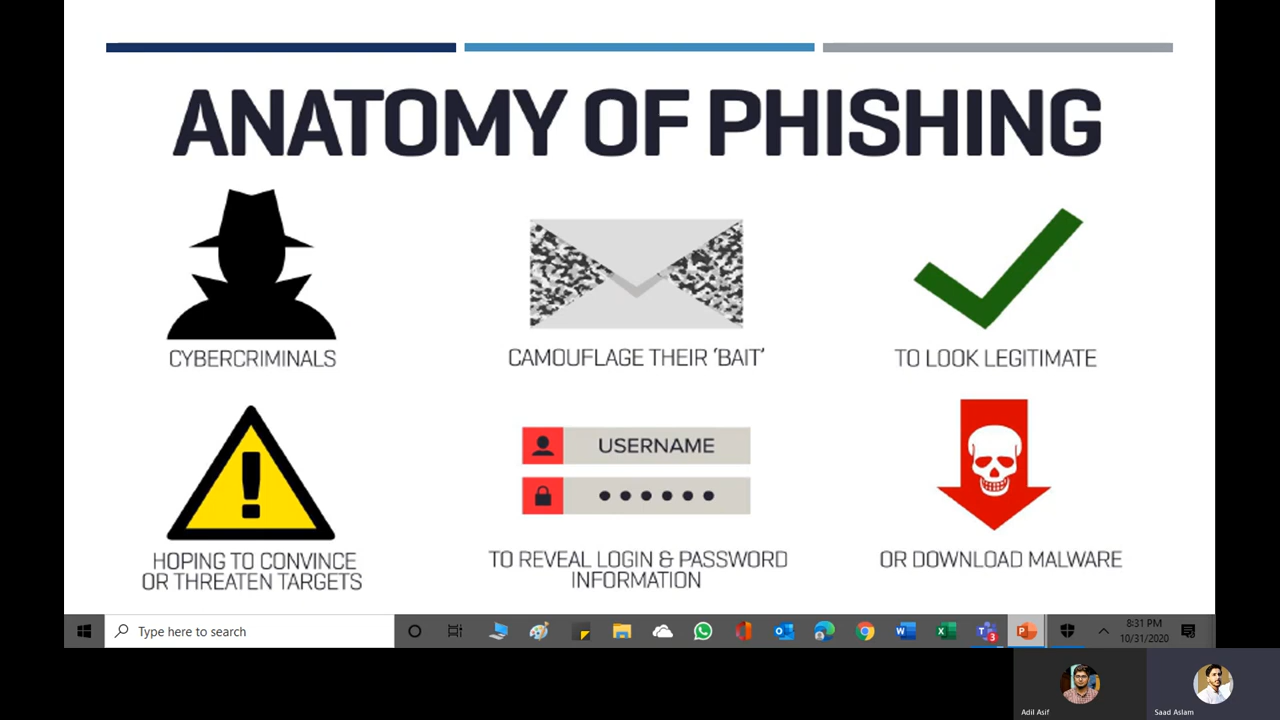 ANATOMY OF PHISHING
CYBERCRIMINALS
CAMOUFLAGE THEIR ‘BAIT’
TO LOOK LEGITIMATE
USERNAME
HOPING TO CONVINCE
OR THREATEN TARGETS
TO REVEAL LOGIN & PASSWORD
INFORMATION
OR DOWNLOAD MALWARE
Type here to search
3
8:31 PM
10/31/2020
Adil Asif
Saad Aslam